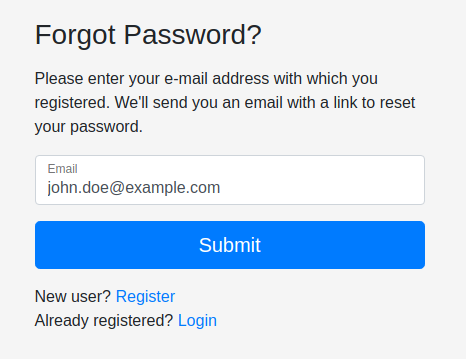 Forgot Password?
Please enter your e-mail address with which you
registered. We'll send you an email with a link to reset
your password.
Email
john.doe@example.com
Submit
New user? Register
Already registered? Login